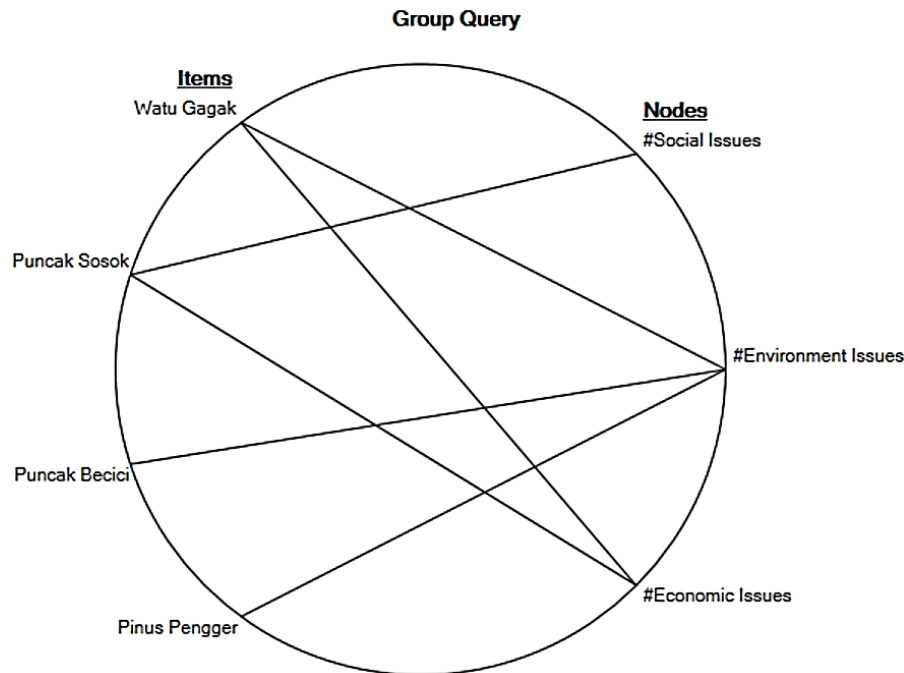 Group Query
Items
Watu Gagak
Nodes
#Social Issues
Puncak Sosok
#Environment Issues
Puncak Becici
#Economic Issues
Pinus Pengger